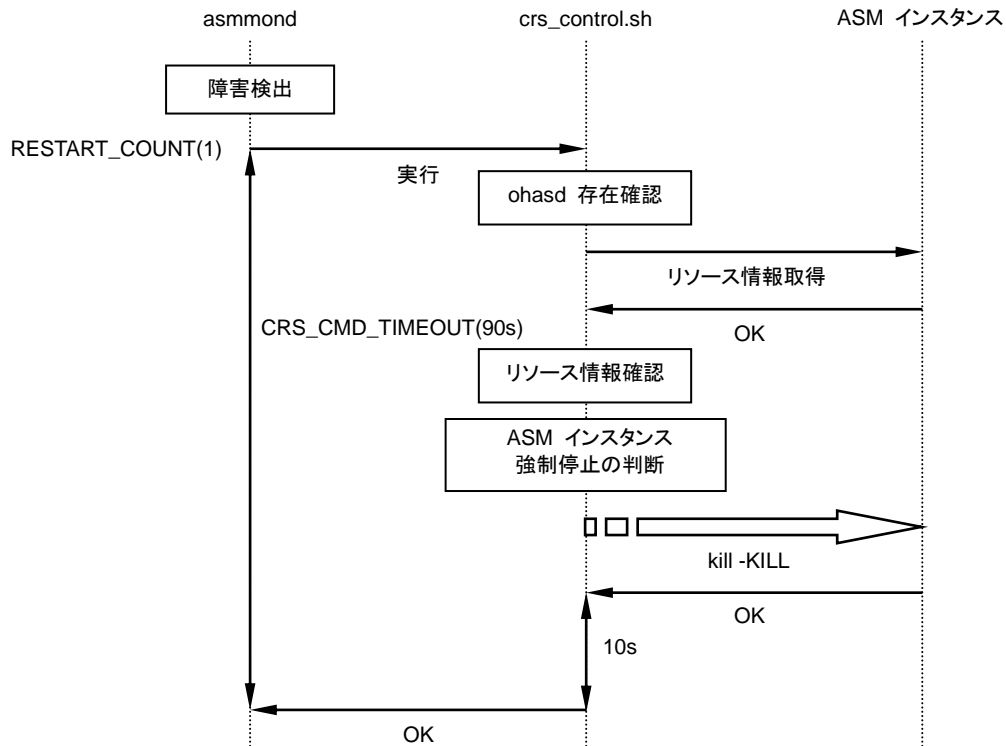 asmmond
crs_control.sh
ASM インスタンス
障害検出
RESTART_COUNT(1)
実行
ohasd 存在確認
リソース情報取得
OK
CRS_CMD_TIMEOUT(90s)
リソース情報確認
ASM インスタンス
強制停止の判断
kill -KILL
OK
10s
OK